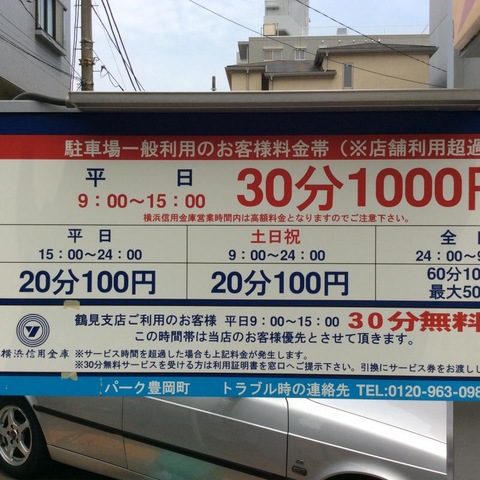 駐車場一般利用のお客様料金帯（※店舗利用超過
平　日
9：00～15：00
30分1000円
横浜信用金庫営業時間内は高額料金となりますのでご注意下さい。
平日
15：00～24：00
20分100円
土日祝
9：00～24：00
20分100円
全日
24：00～9
60分10
最大50
横浜信用金庫
鶴見支店ご利用のお客様　平日9：00～15：00　30分無料
この時間帯は当店のお客様優先とさせて頂きます。
※サービス時間を超過した場合も上記料金が発生します。
※30分無料サービスを受ける方は利用証明書を窓口へご提示下さい。引換にサービス券をお渡し
パーク豊岡町　トラブル時の連絡先　TEL:0120-963-098